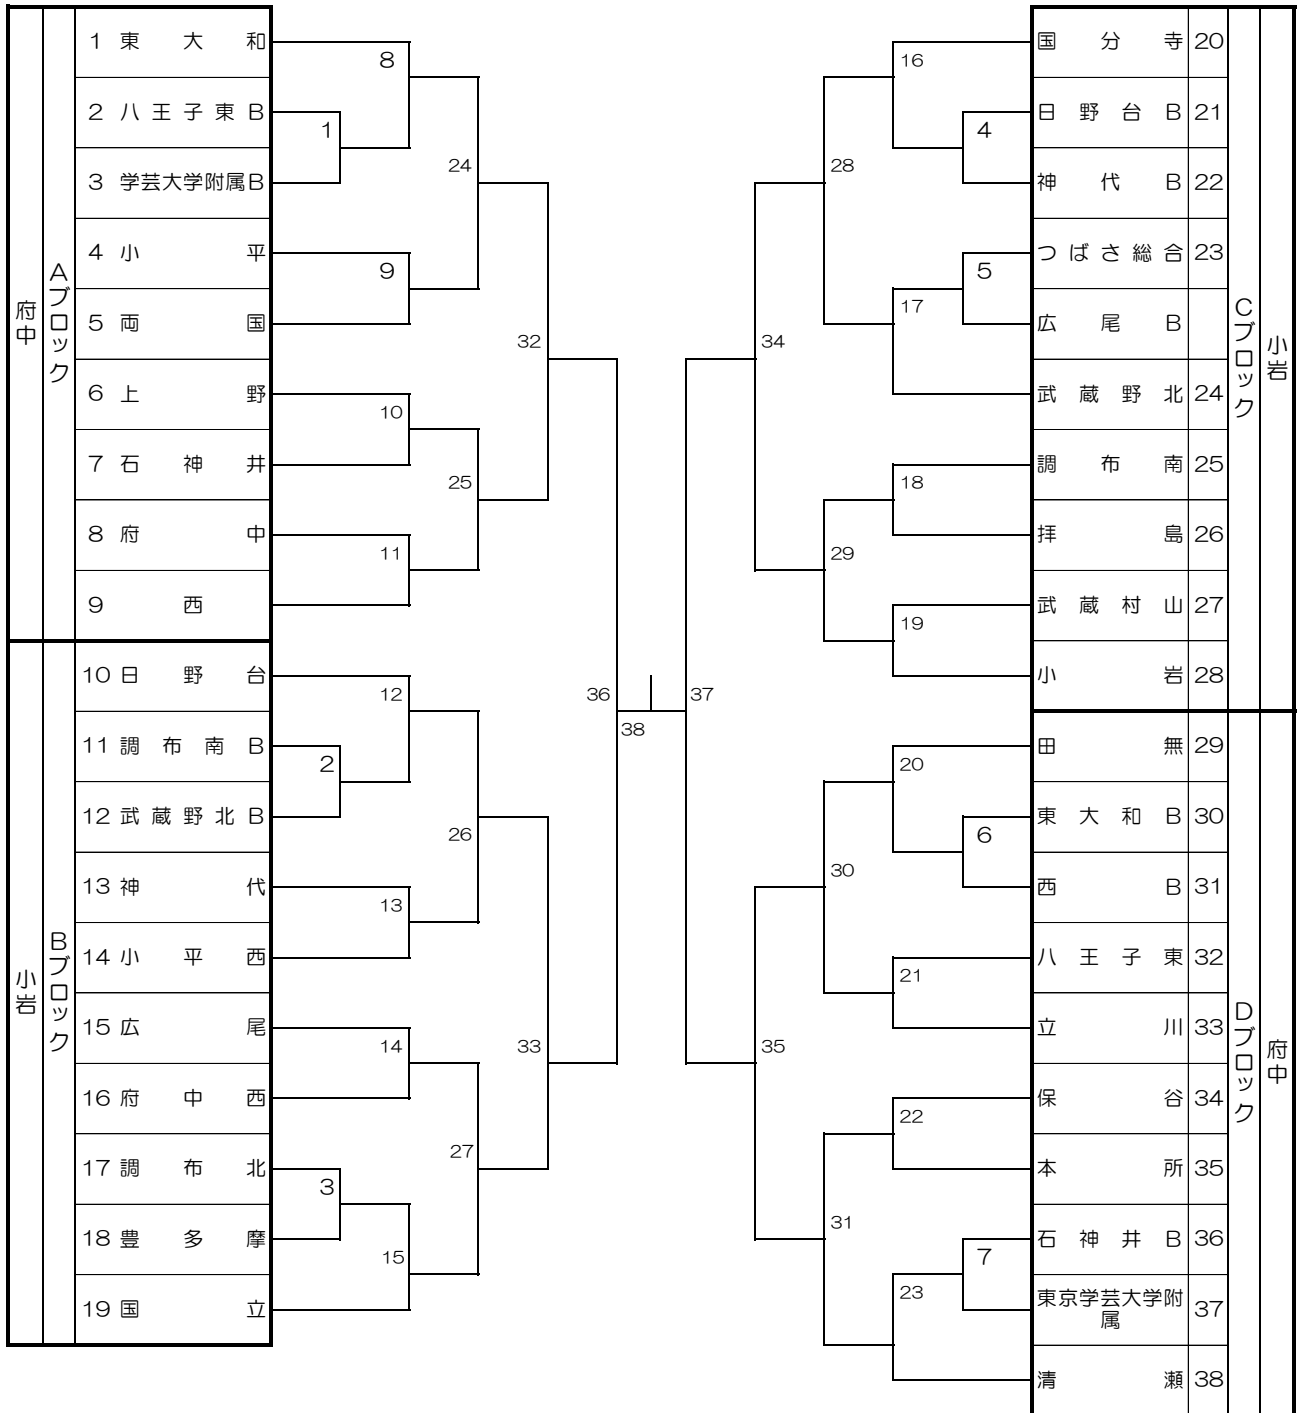 府中
Aブロック
1 東大和
2 八王子東B
3 学芸大学附属B
4 小平
5 両国
6 上野
7 石神井
8 府中
9 西
小岩
Bブロック
10 日野台
11 調布南B
12 武蔵野北B
13 神代
14 小平西
15 広尾
16 府中西
17 調布北
18 豊多摩
19 国立
1
2
3
8
9
10
11
12
13
14
15
24
25
26
27
32
33
36
38
37
34
35
28
29
30
31
16
17
18
19
20
21
22
23
4
5
6
7
国分寺 20
日野台B 21
神代B 22
つばさ総合 23
広尾B
武蔵野北 24
調布南 25
拝島 26
武蔵村山 27
小岩 28
Cブロック
小岩
田無 29
東大和B 30
西B 31
八王子東 32
立川 33
保谷 34
本所 35
石神井B 36
東京学芸大学附
属 37
清瀬 38
Dブロック
府中